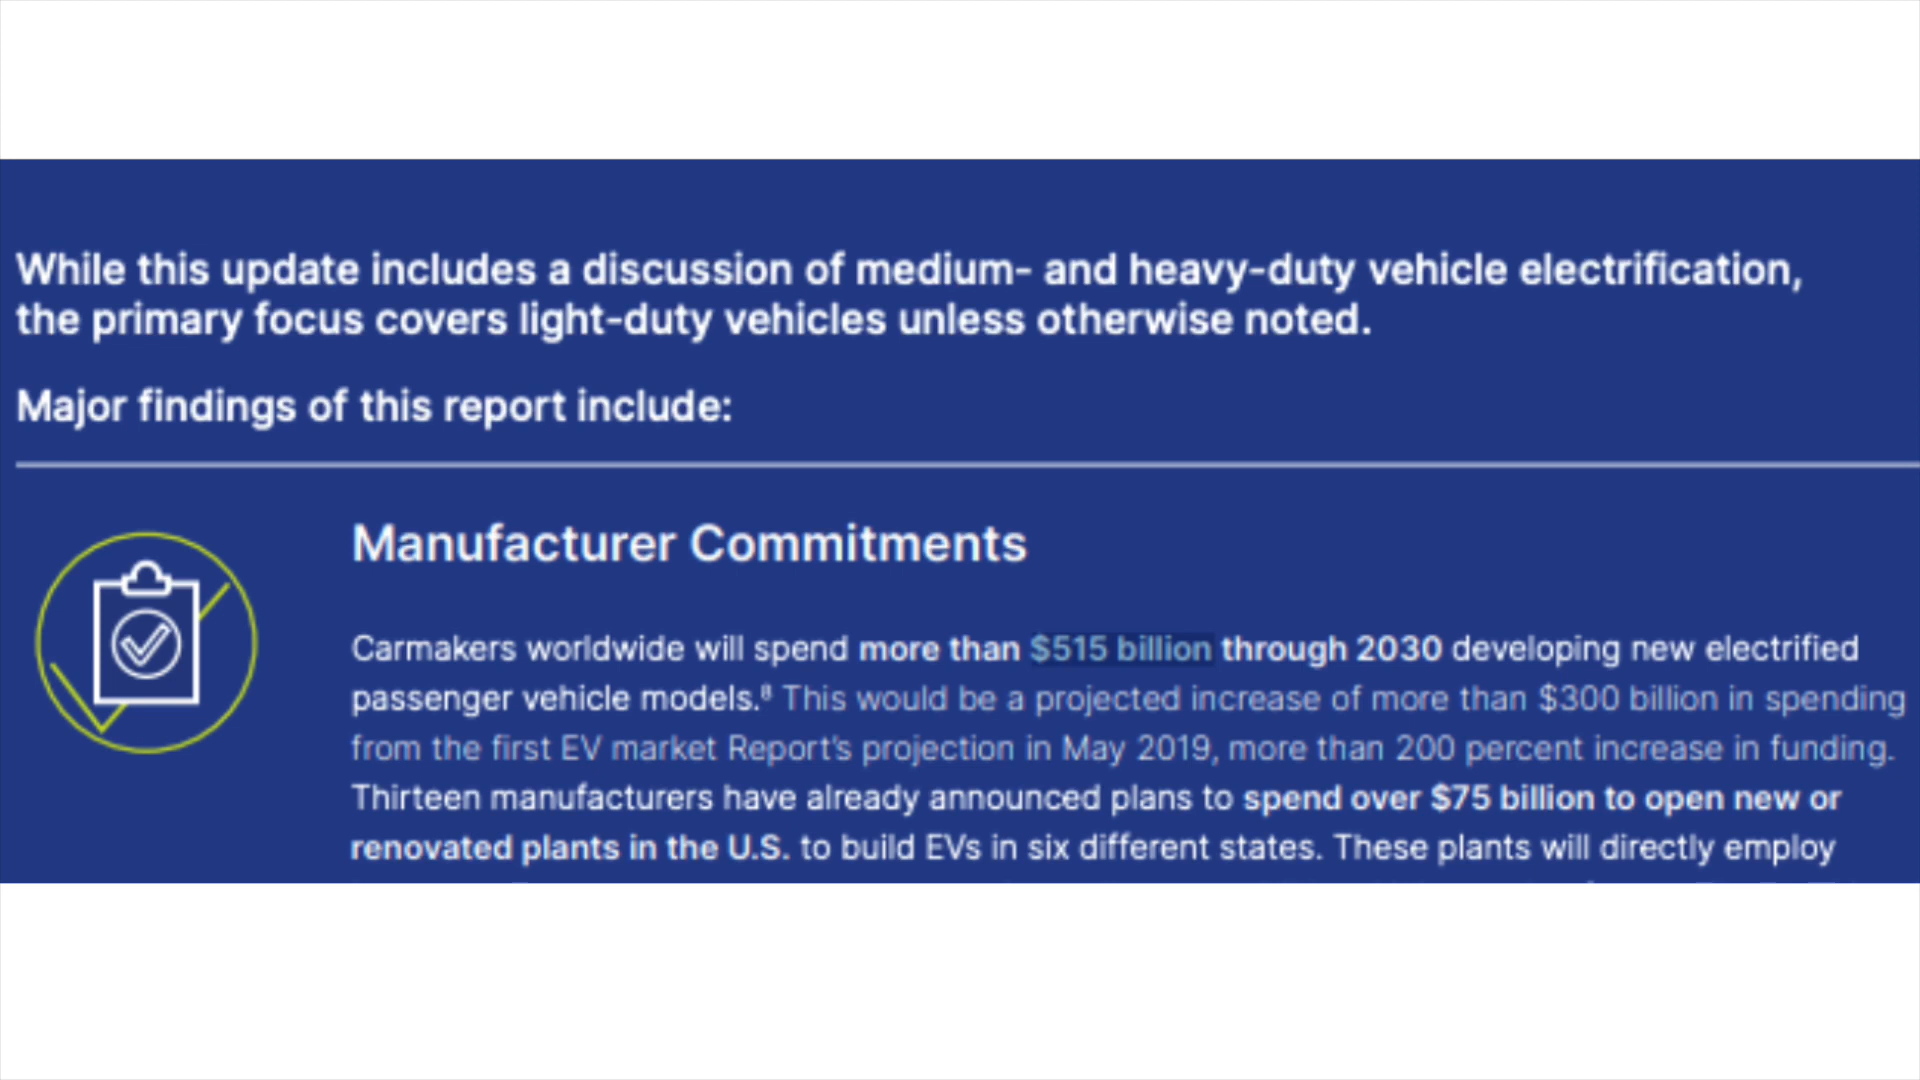 While this update includes a discussion of medium- and heavy-duty vehicle electrification,
the primary focus covers light-duty vehicles unless otherwise noted.
Major findings of this report include:
Manufacturer Commitments
Carmakers worldwide will spend more than $515 billion through 2030 developing new electrified
passenger vehicle models.⁸ This would be a projected increase of more than $300 billion in spending
from the first EV market Report's projection in May 2019, more than 200 percent increase in funding.
Thirteen manufacturers have already announced plans to spend over $75 billion to open new or
renovated plants in the U.S. to build EVs in six different states. These plants will directly employ